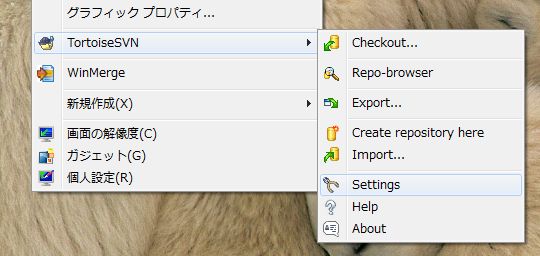 グラフィック プロパティ...
TortoiseSVN
WinMerge
新規作成(X)
画面の解像度(C)
ガジェット(G)
個人設定(R)
Checkout...
Repo-browser
Export...
Create repository here
Import...
Settings
Help
About